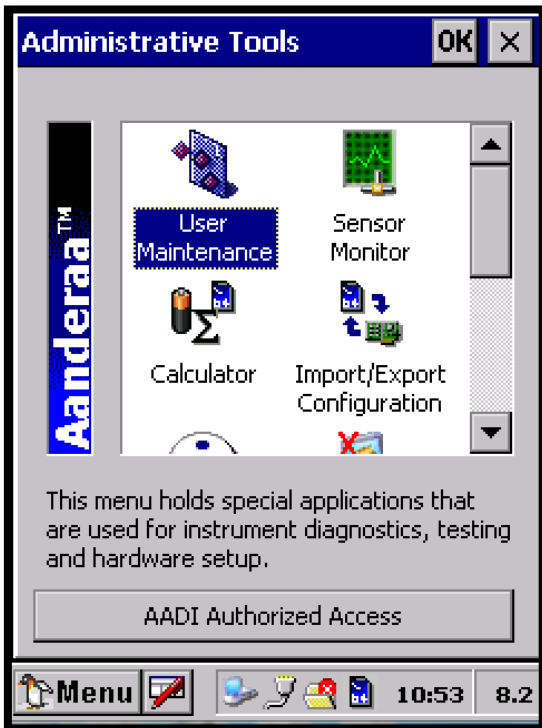 Administrative Tools OK
Aanderaa™
User
Maintenance
Sensor
Monitor
Calculator
Import/Export
Configuration
This menu holds special applications that
are used for instrument diagnostics, testing
and hardware setup.
AADI Authorized Access
Menu 10:53 8.2